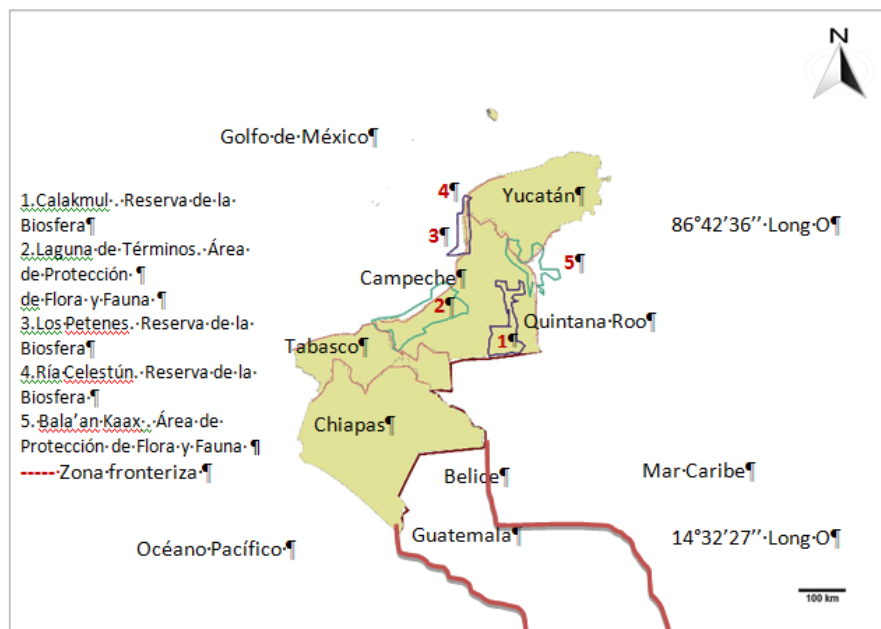 N
Golfo·de·México¶
4¶
Yucatán¶
1.Calakmul·.·Reserva·de·la·
Biosfera¶
2.Laguna·de·Términos.·Área·
de·Protección·¶
de·Flora·y·Fauna·¶
3.Los·Petenes.·Reserva·de·la·
Biosfera¶
4.Ría·Celestún.·Reserva·de·la·
Biosfera·¶
5.·Bala’an·Kaax·.·Área·de·
Protección·de·Flora·y·Fauna··¶
-----·Zona·fronteriza·¶
86°42'36’’·Long·O¶
3¶
5¶
Campeche¶
2¶
Quintana·Roo¶
1¶
Tabasco¶
Chiapas¶
Belice¶
Mar·Caribe¶
Guatemala¶
14°32’27’’·Long·O¶
Océano·Pacífico·¶
100 km